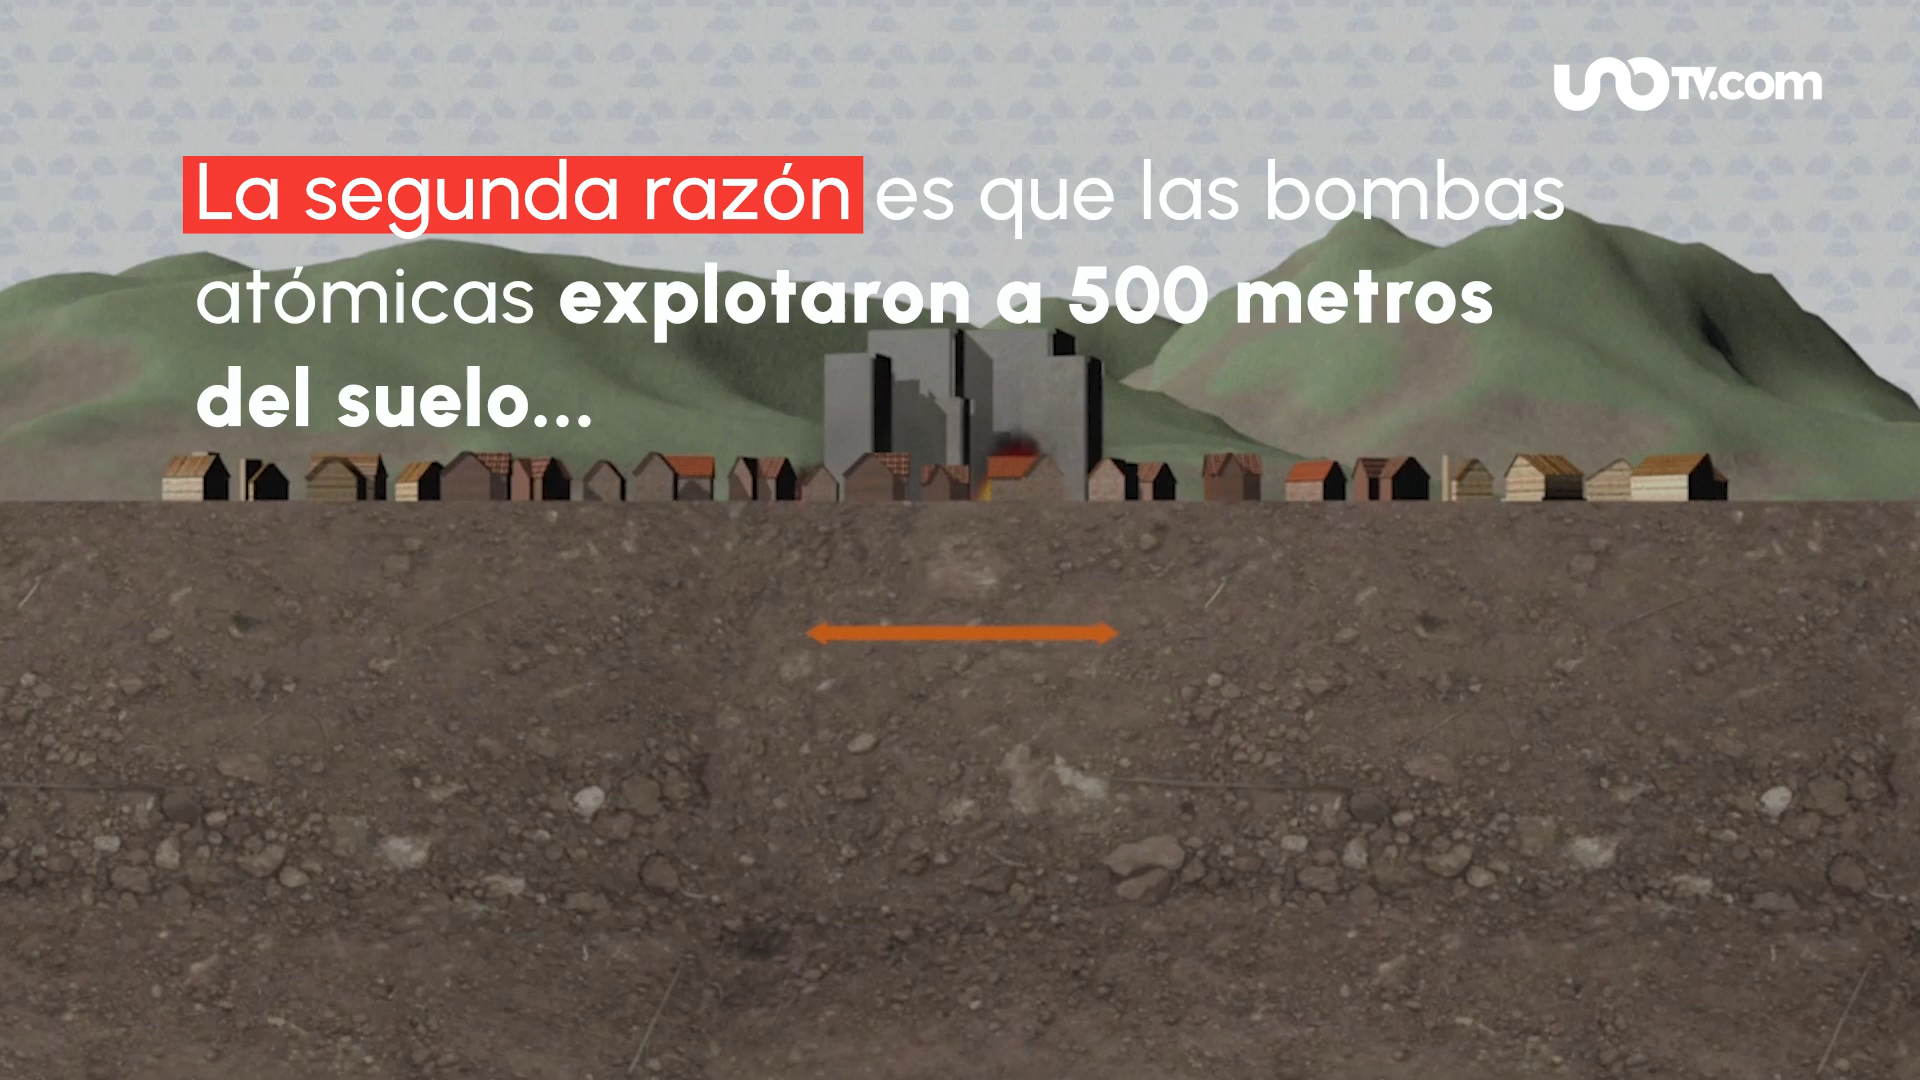 UNOTV.com
La segunda razón es que las bombas
atómicas explotaron a 500 metros
del suelo...